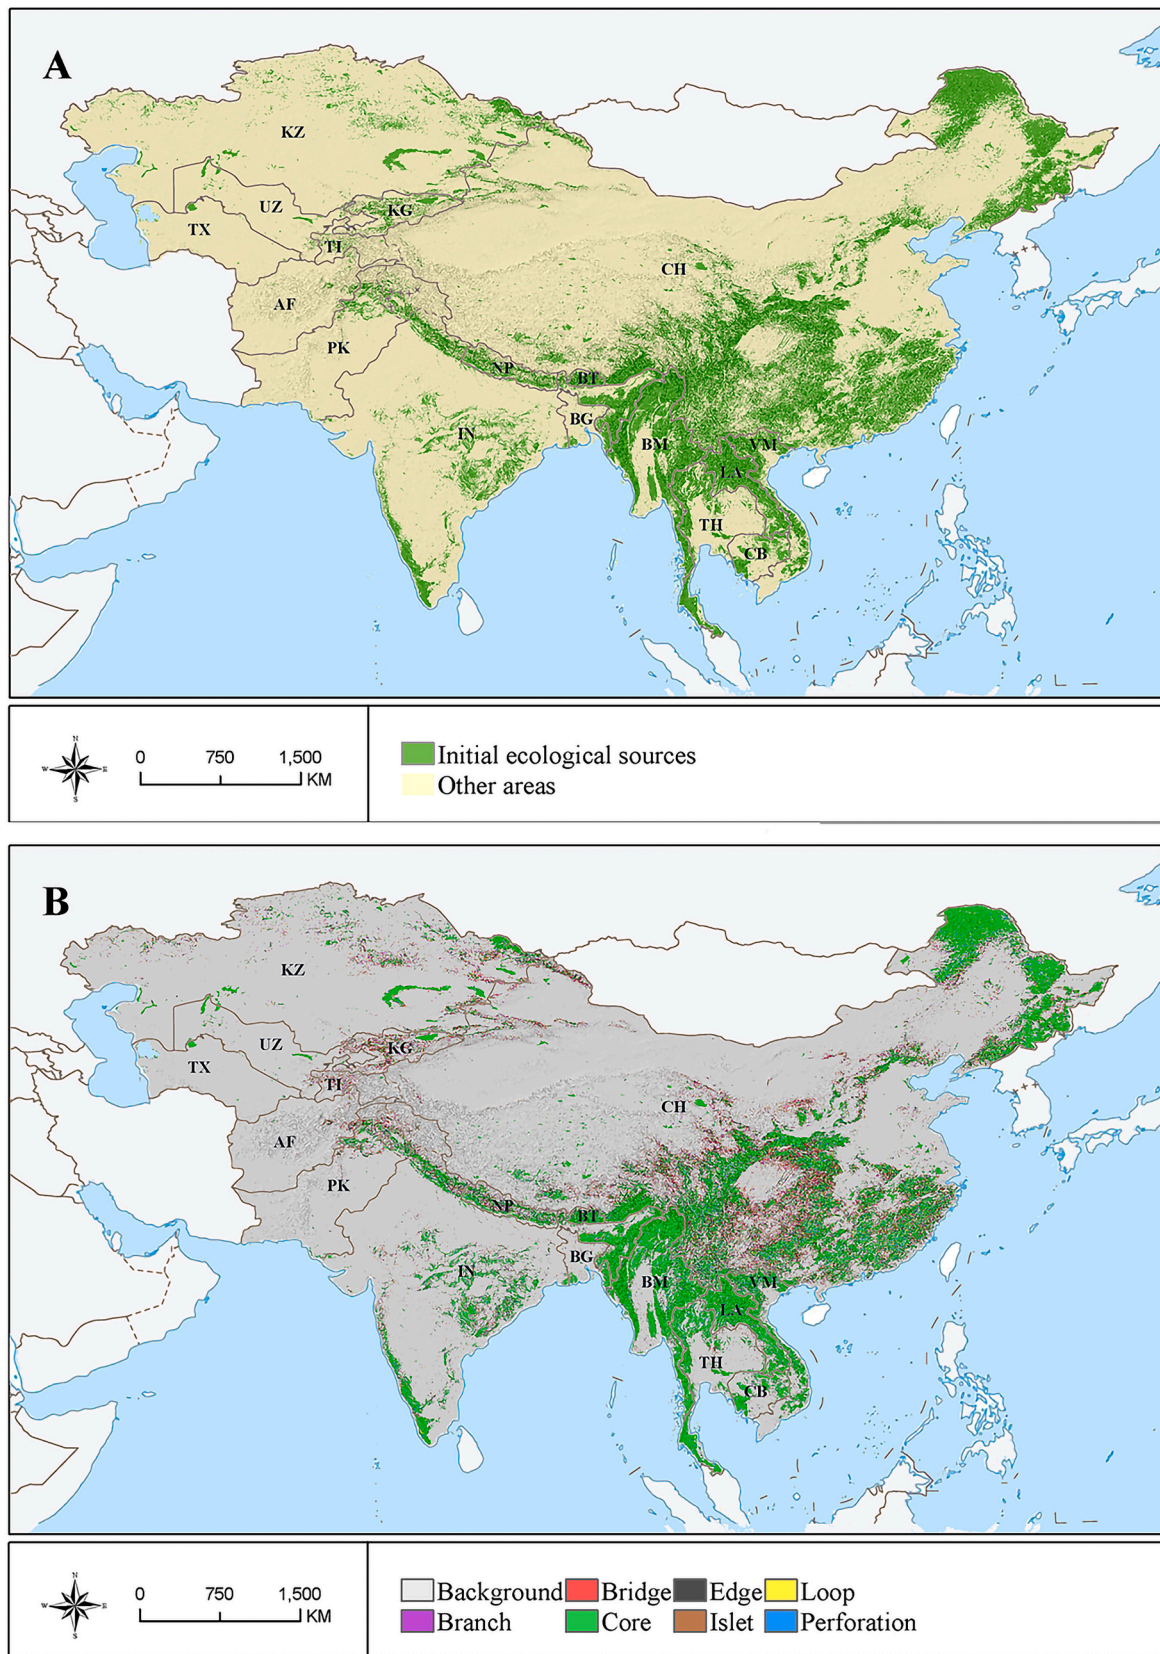 A
KZ
UZ
KG
TX
TI
CH
AF
PK
NP
BT
BG
IN
BM
VM
LA
TH
CB
N
W E
S
0 750 1,500
KM
Initial ecological sources
Other areas
B
KZ
UZ
KG
TX
TI
CH
AF
PK
NP
BT
BG
IN
BM
VM
LA
TH
CB
N
W E
S
0 750 1,500
KM
Background Bridge Edge Loop
Branch Core Islet Perforation